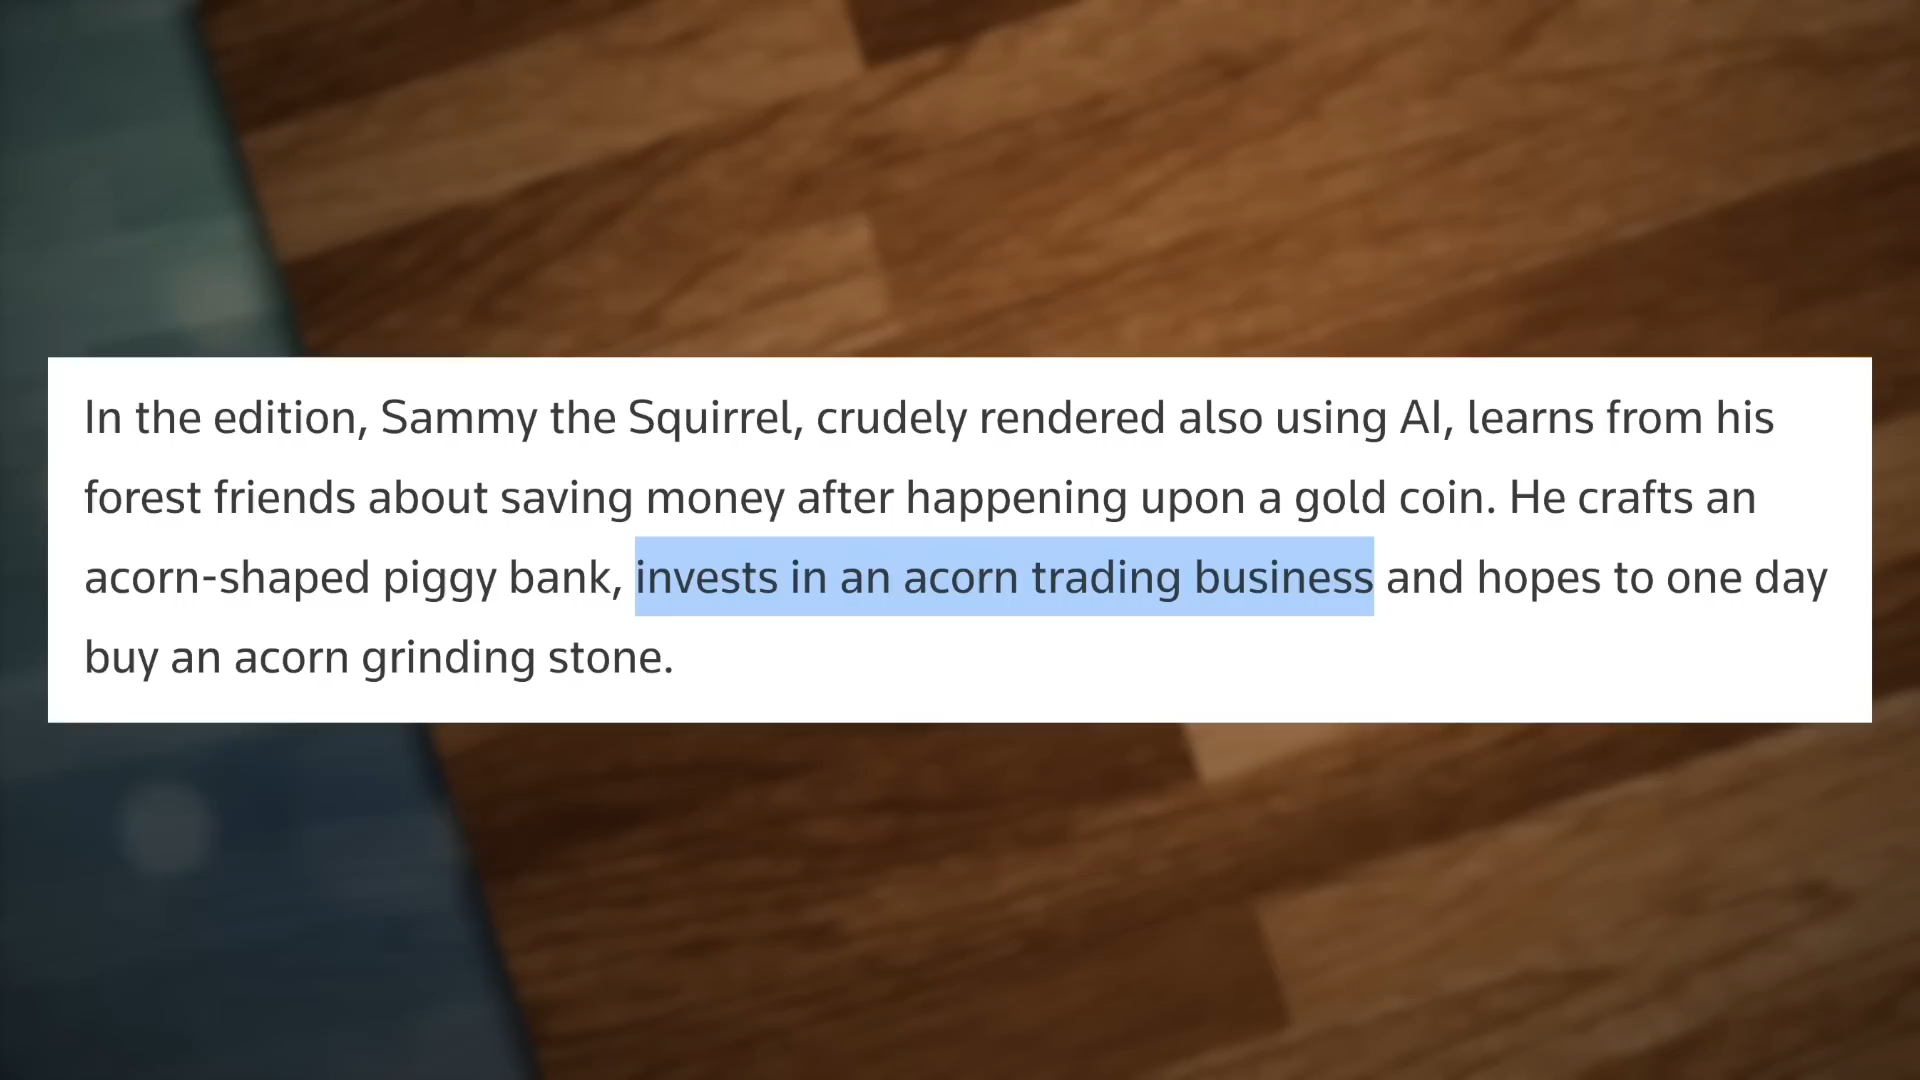 In the edition, Sammy the Squirrel, crudely rendered also using AI, learns from his
forest friends about saving money after happening upon a gold coin. He crafts an
acorn-shaped piggy bank, invests in an acorn trading business and hopes to one day
buy an acorn grinding stone.